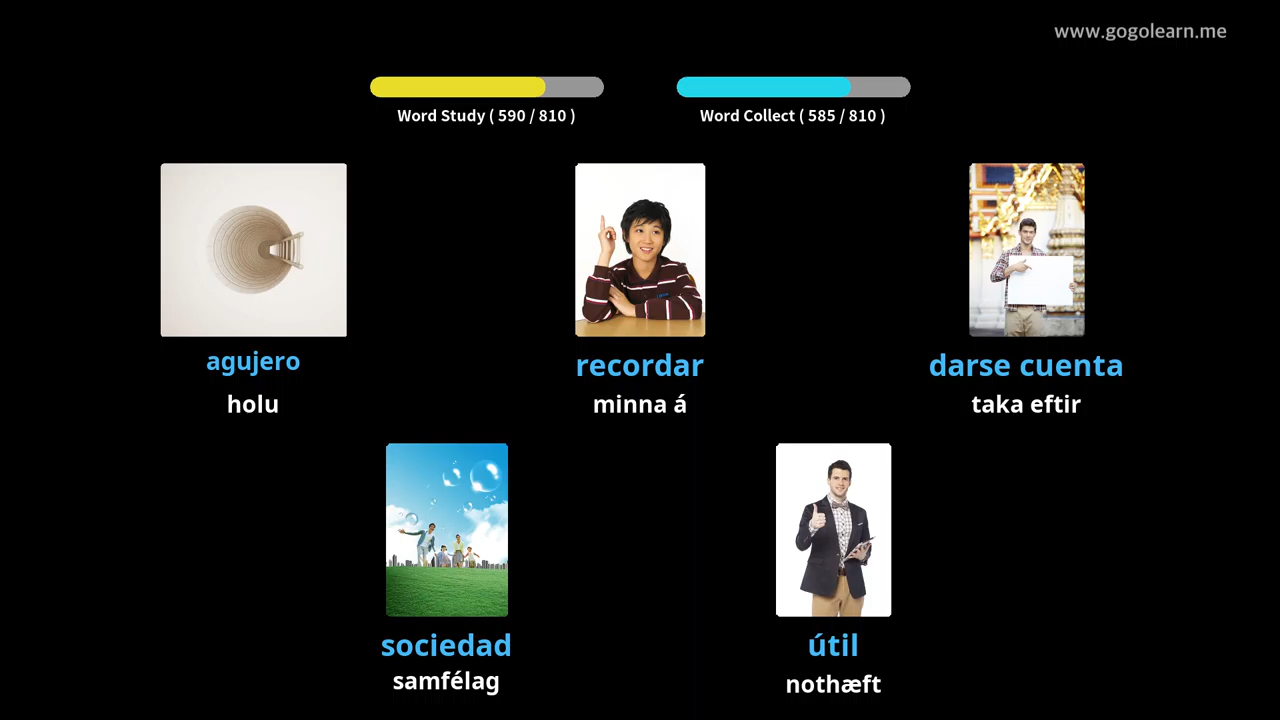 www.gogolearn.me
Word Study ( 590 / 810 )
Word Collect ( 585 / 810 )
agujero
holu
recordar
minna á
darse cuenta
taka eftir
sociedad
samfélag
útil
nothæft